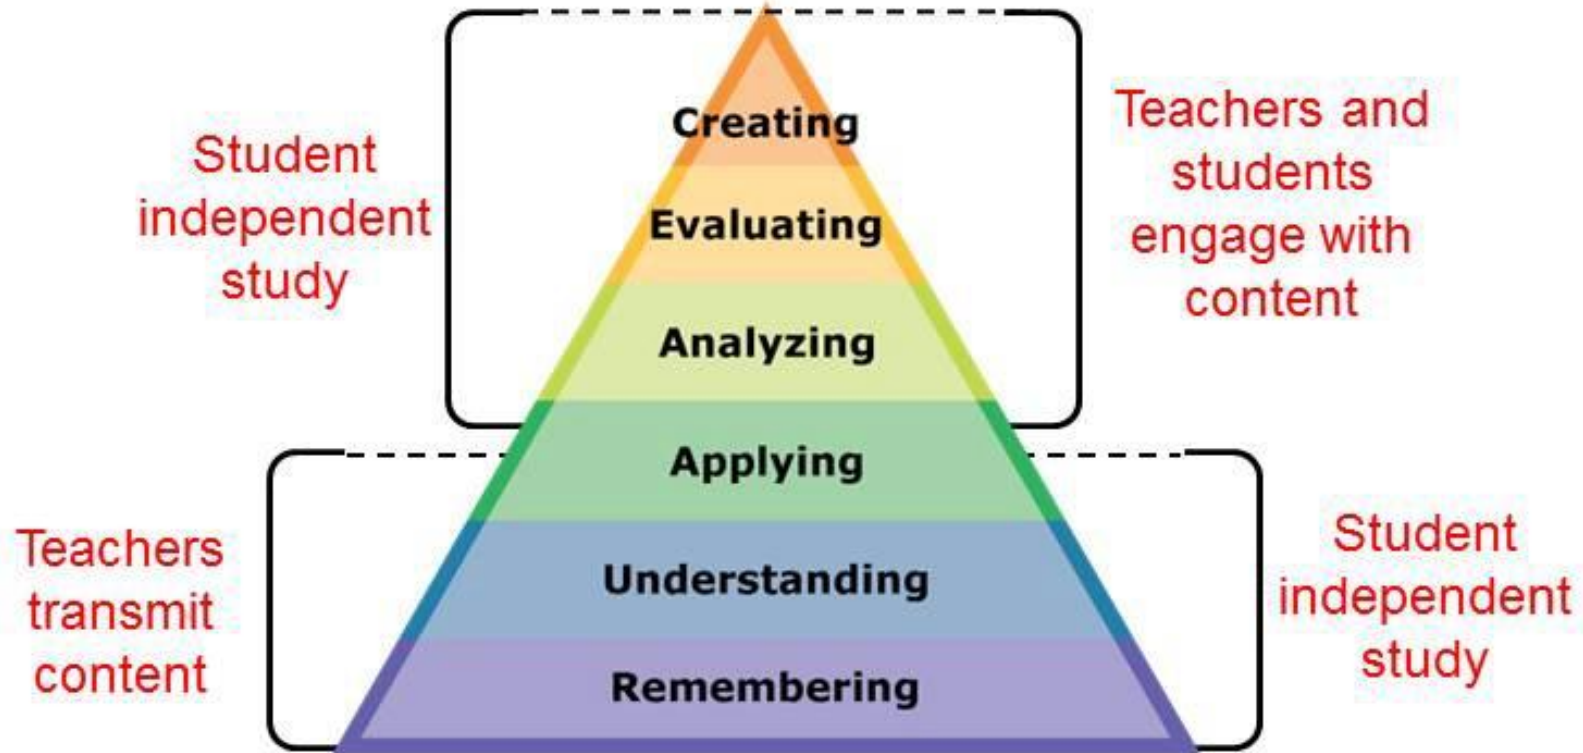 Student
independent
study
Teachers
transmit
content
Creating
Evaluating
Analyzing
Applying
Understanding
Remembering
Teachers and
students
engage with
content
Student
independent
study